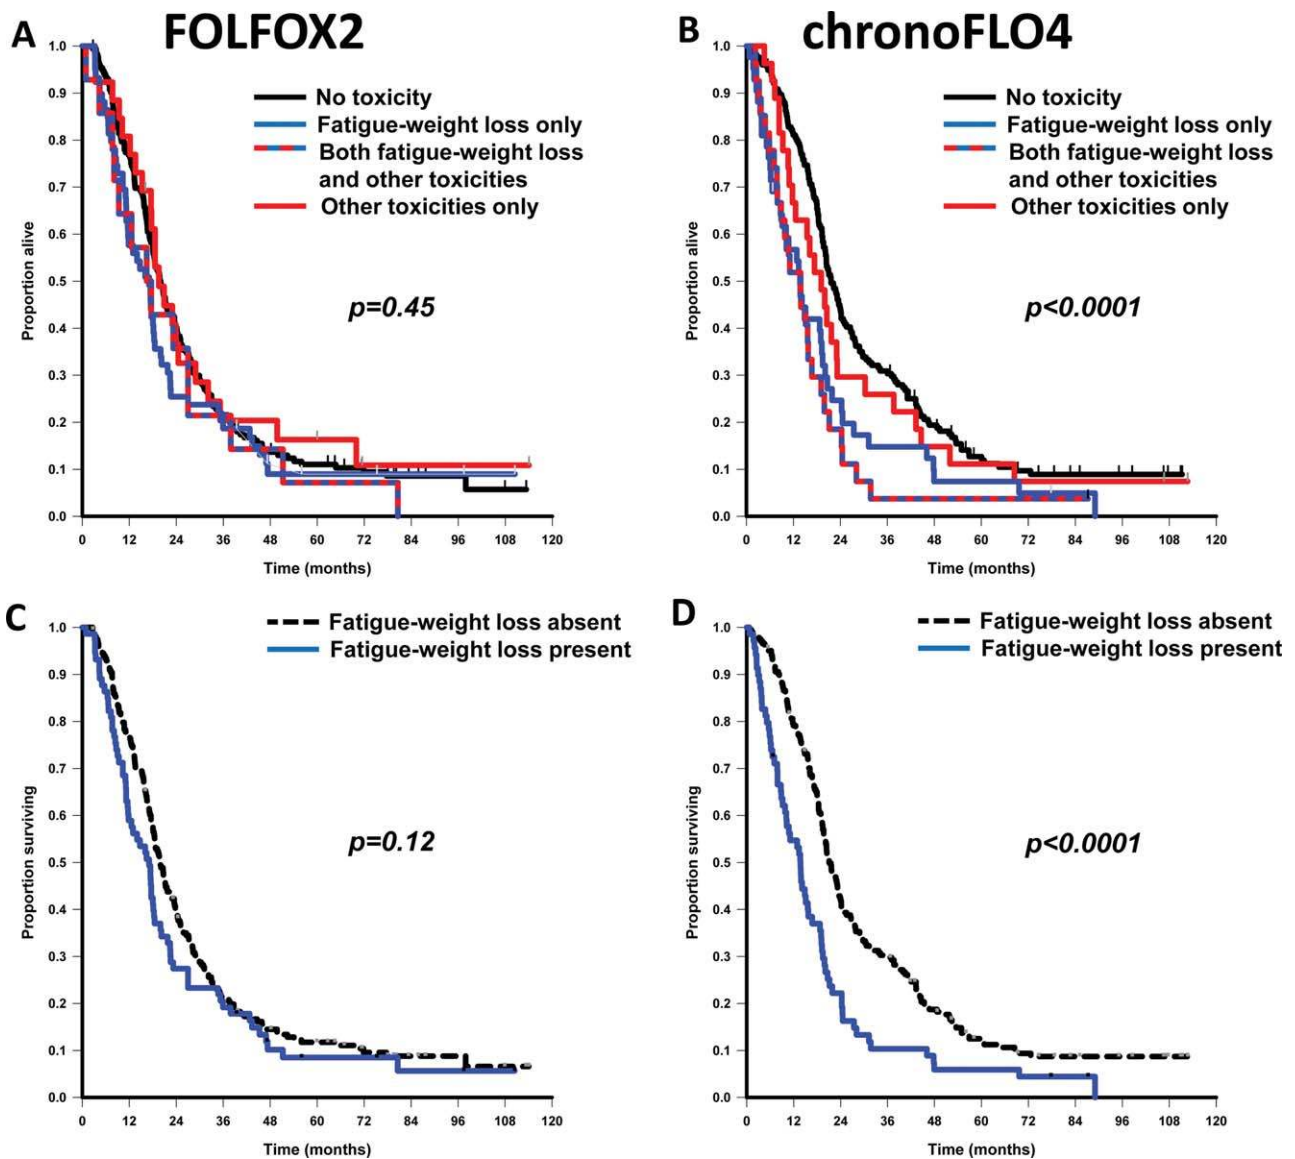 A
FOLFOX2
1.0
0.9
0.8
0.7
0.6
0.5
0.4
0.3
0.2
0.1
0.0
Proportion alive
No toxicity
Fatigue-weight loss only
Both fatigue-weight loss
and other toxicities
Other toxicities only
p=0.45
0 12 24 36 48 60 72 84 96 108 120
Time (months)
B
chronoFLO4
1.0
0.9
0.8
0.7
0.6
0.5
0.4
0.3
0.2
0.1
0.0
Proportion alive
No toxicity
Fatigue-weight loss only
Both fatigue-weight loss
and other toxicities
Other toxicities only
p<0.0001
0 12 24 36 48 60 72 84 96 108 120
Time (months)
C
1.0
0.9
0.8
0.7
0.6
0.5
0.4
0.3
0.2
0.1
0.0
Proportion surviving
Fatigue-weight loss absent
Fatigue-weight loss present
p=0.12
0 12 24 36 48 60 72 84 96 108 120
Time (months)
D
1.0
0.9
0.8
0.7
0.6
0.5
0.4
0.3
0.2
0.1
0.0
Proportion surviving
Fatigue-weight loss absent
Fatigue-weight loss present
p<0.0001
0 12 24 36 48 60 72 84 96 108 120
Time (months)